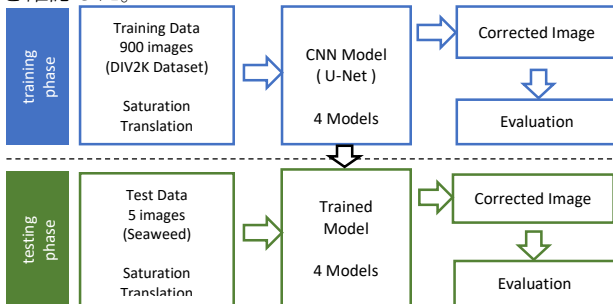 training
phase
Training Data
900 images
(DIV2K Dataset)
Saturation
Translation
CNN Model
( U-Net )
4 Models
Corrected Image
Evaluation
testing
phase
Test Data
5 images
(Seaweed)
Saturation
Translation
Trained
Model
4 Models
Corrected Image
Evaluation